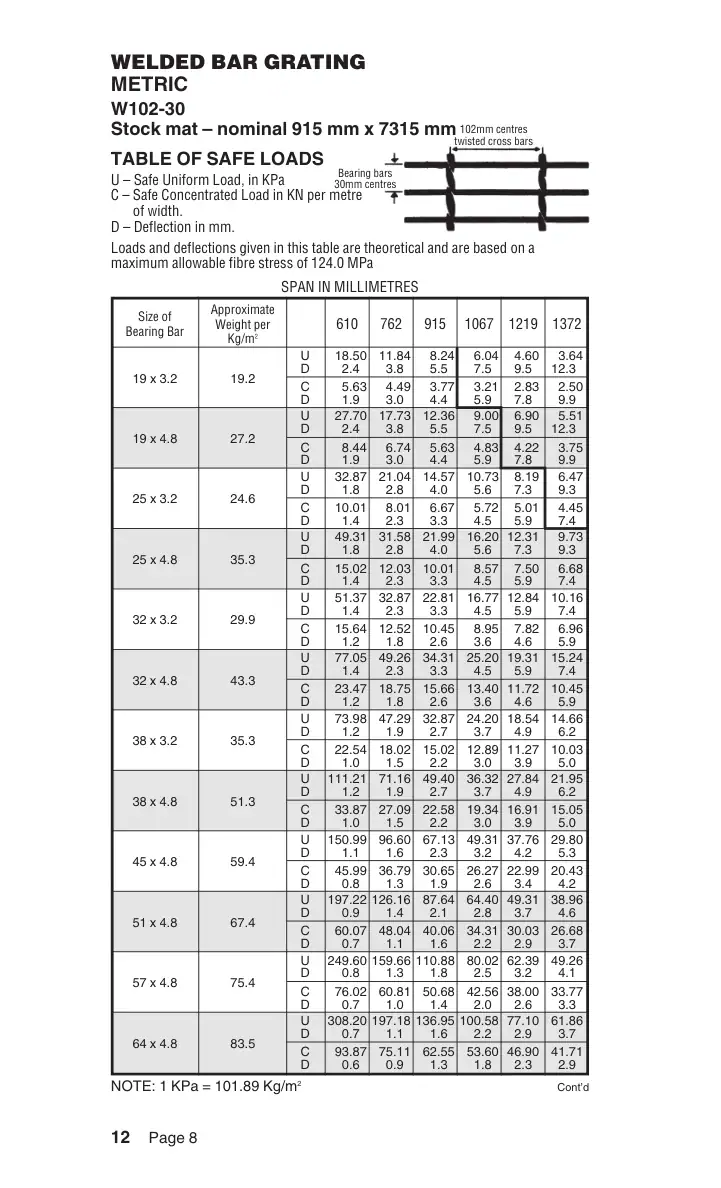 WELDED BAR GRATING
METRIC
W102-30
Stock mat – nominal 915 mm x 7315 mm
102mm centres
twisted cross bars
TABLE OF SAFE LOADS
Bearing bars
30mm centres
U – Safe Uniform Load, in KPa
C – Safe Concentrated Load in KN per metre
of width.
D – Deflection in mm.
Loads and deflections given in this table are theoretical and are based on a
maximum allowable fibre stress of 124.0 MPa
SPAN IN MILLIMETRES
Size of Bearing Bar Approximate Weight per Kg/m² 610 762 915 1067 1219 1372
19 x 3.2 19.2
U 18.50 11.84 8.24 6.04 4.60 3.64
D 2.4 3.8 5.5 7.5 9.5 12.3
C 5.63 4.49 3.77 3.21 2.83 2.50
D 1.9 3.0 4.4 5.9 7.8 9.9
19 x 4.8 27.2
U 27.70 17.73 12.36 9.00 6.90 5.51
D 2.4 3.8 5.5 7.5 9.5 12.3
C 8.44 6.74 5.63 4.83 4.22 3.75
D 1.9 3.0 4.4 5.9 7.8 9.9
25 x 3.2 24.6
U 32.87 21.04 14.57 10.73 8.19 6.47
D 1.8 2.8 4.0 5.6 7.3 9.3
C 10.01 8.01 6.67 5.72 5.01 4.45
D 1.4 2.3 3.3 4.5 5.9 7.4
25 x 4.8 35.3
U 49.31 31.58 21.99 16.20 12.31 9.73
D 1.8 2.8 4.0 5.6 7.3 9.3
C 15.02 12.03 10.01 8.57 7.50 6.68
D 1.4 2.3 3.3 4.5 5.9 7.4
32 x 3.2 29.9
U 51.37 32.87 22.81 16.77 12.84 10.16
D 1.4 2.3 3.3 4.5 5.9 7.4
C 15.64 12.52 10.45 8.95 7.82 6.96
D 1.2 1.8 2.6 3.6 4.6 5.9
32 x 4.8 43.3
U 77.05 49.26 34.31 25.20 19.31 15.24
D 1.4 2.3 3.3 4.5 5.9 7.4
C 23.47 18.75 15.66 13.40 11.72 10.45
D 1.2 1.8 2.6 3.6 4.6 5.9
38 x 3.2 35.3
U 73.98 47.29 32.87 24.20 18.54 14.66
D 1.2 1.9 2.7 3.7 4.9 6.2
C 22.54 18.02 15.02 12.89 11.27 10.03
D 1.0 1.5 2.2 3.0 3.9 5.0
38 x 4.8 51.3
U 111.21 71.16 49.40 36.32 27.84 21.95
D 1.2 1.9 2.7 3.7 4.9 6.2
C 33.87 27.09 22.58 19.34 16.91 15.05
D 1.0 1.5 2.2 3.0 3.9 5.0
45 x 4.8 59.4
U 150.99 96.60 67.13 49.31 37.76 29.80
D 1.1 1.6 2.3 3.2 4.2 5.3
C 45.99 36.79 30.65 26.27 22.99 20.43
D 0.8 1.3 1.9 2.6 3.4 4.2
51 x 4.8 67.4
U 197.22 126.16 87.64 64.40 49.31 38.96
D 0.9 1.4 2.1 2.8 3.7 4.6
C 60.07 48.04 40.06 34.31 30.03 26.68
D 0.7 1.1 1.6 2.2 2.9 3.7
57 x 4.8 75.4
U 249.60 159.66 110.88 80.02 62.39 49.26
D 0.8 1.3 1.8 2.5 3.2 4.1
C 76.02 60.81 50.68 42.56 38.00 33.77
D 0.7 1.0 1.4 2.0 2.6 3.3
64 x 4.8 83.5
U 308.20 197.18 136.95 100.58 77.10 61.86
D 0.7 1.1 1.6 2.2 2.9 3.7
C 93.87 75.11 62.55 53.60 46.90 41.71
D 0.6 0.9 1.3 1.8 2.3 2.9
NOTE: 1 KPa = 101.89 Kg/m²
Cont'd
12 Page 8